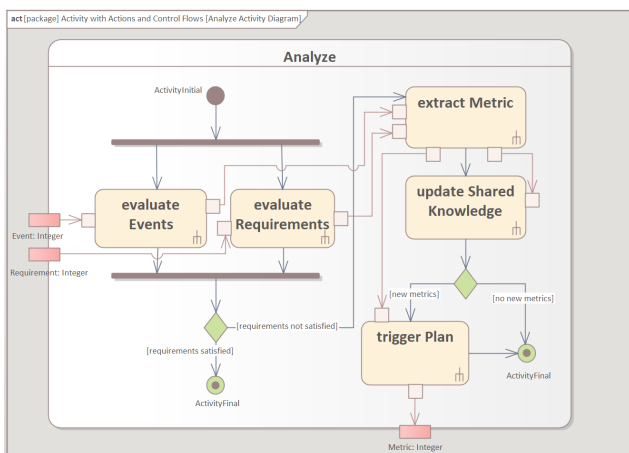 act [package] Activity with Actions and Control Flows [Analyze Activity Diagram]
Analyze
ActivityInitial
extract Metric
evaluate
Events
evaluate
Requirements
update Shared
Knowledge
Event: Integer
Requirement: Integer
[new metrics]
[no new metrics]
[requirements not satisfied]
[requirements satisfied]
trigger Plan
ActivityFinal
ActivityFinal
Metric: Integer